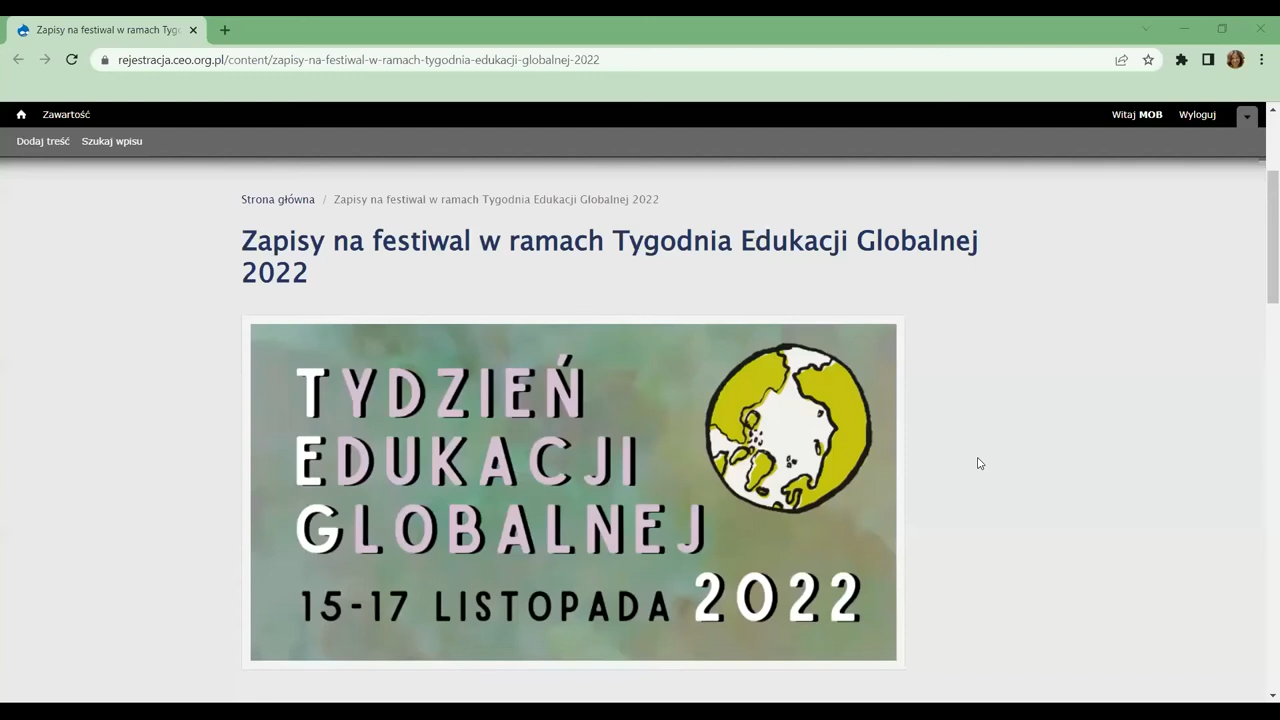 Zapisy na festiwal w ramach Tyg
rejestracja.ceo.org.pl/content/zapisy-na-festiwal-w-ramach-tygodnia-edukacji-globalnej-2022
Zawartość
Witaj MOB Wyloguj
Dodaj treść Szukaj wpisu
Strona główna / Zapisy na festiwal w ramach Tygodnia Edukacji Globalnej 2022
Zapisy na festiwal w ramach Tygodnia Edukacji Globalnej
2022
TYDZIEŃ
EDUKACJI
GLOBALNEJ
15-17 LISTOPADA 2022